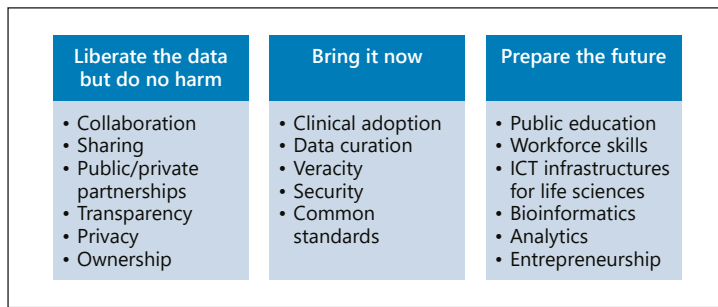 Liberate the data
but do no harm
• Collaboration
• Sharing
• Public/private
partnerships
• Transparency
• Privacy
• Ownership
Bring it now
• Clinical adoption
• Data curation
• Veracity
• Security
• Common
standards
Prepare the future
• Public education
• Workforce skills
• ICT infrastructures
for life sciences
• Bioinformatics
• Analytics
• Entrepreneurship